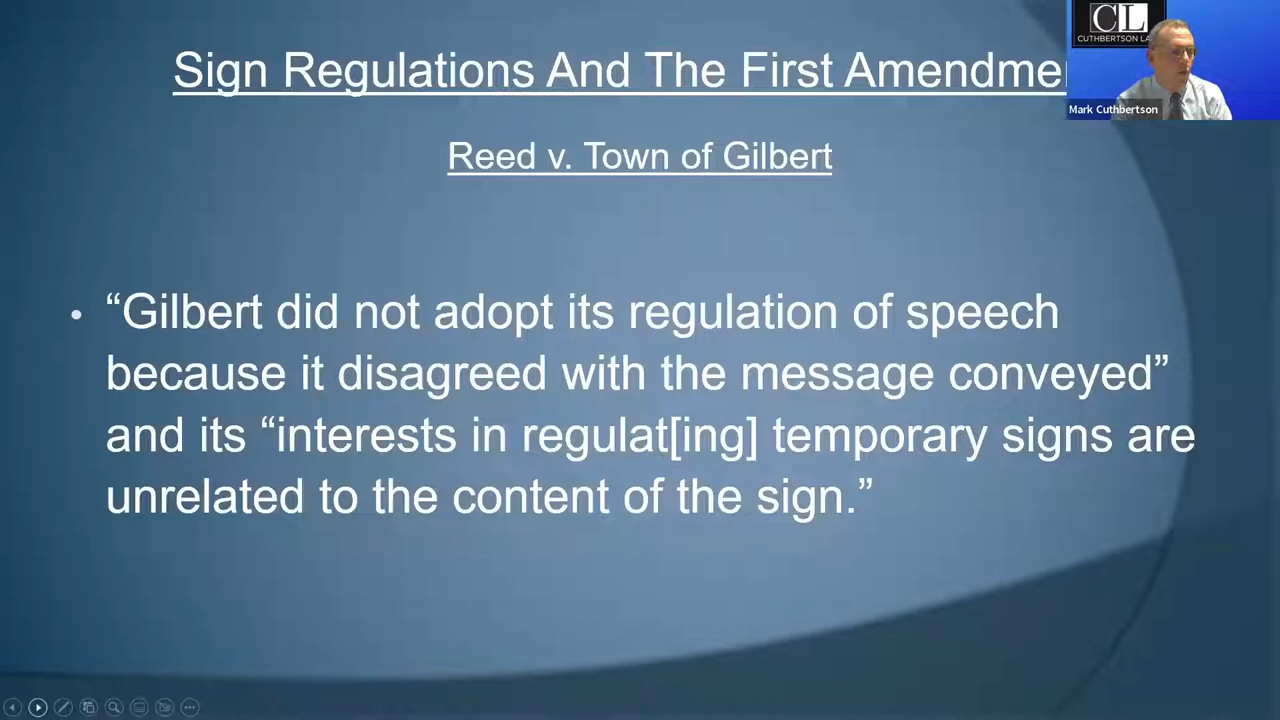 Sign Regulations And The First Amendmen
CL
CUTHBERTSON LA
Mark Cuthbertson
Reed v. Town of Gilbert
• “Gilbert did not adopt its regulation of speech
because it disagreed with the message conveyed”
and its “interests in regulat[ing] temporary signs are
unrelated to the content of the sign.”